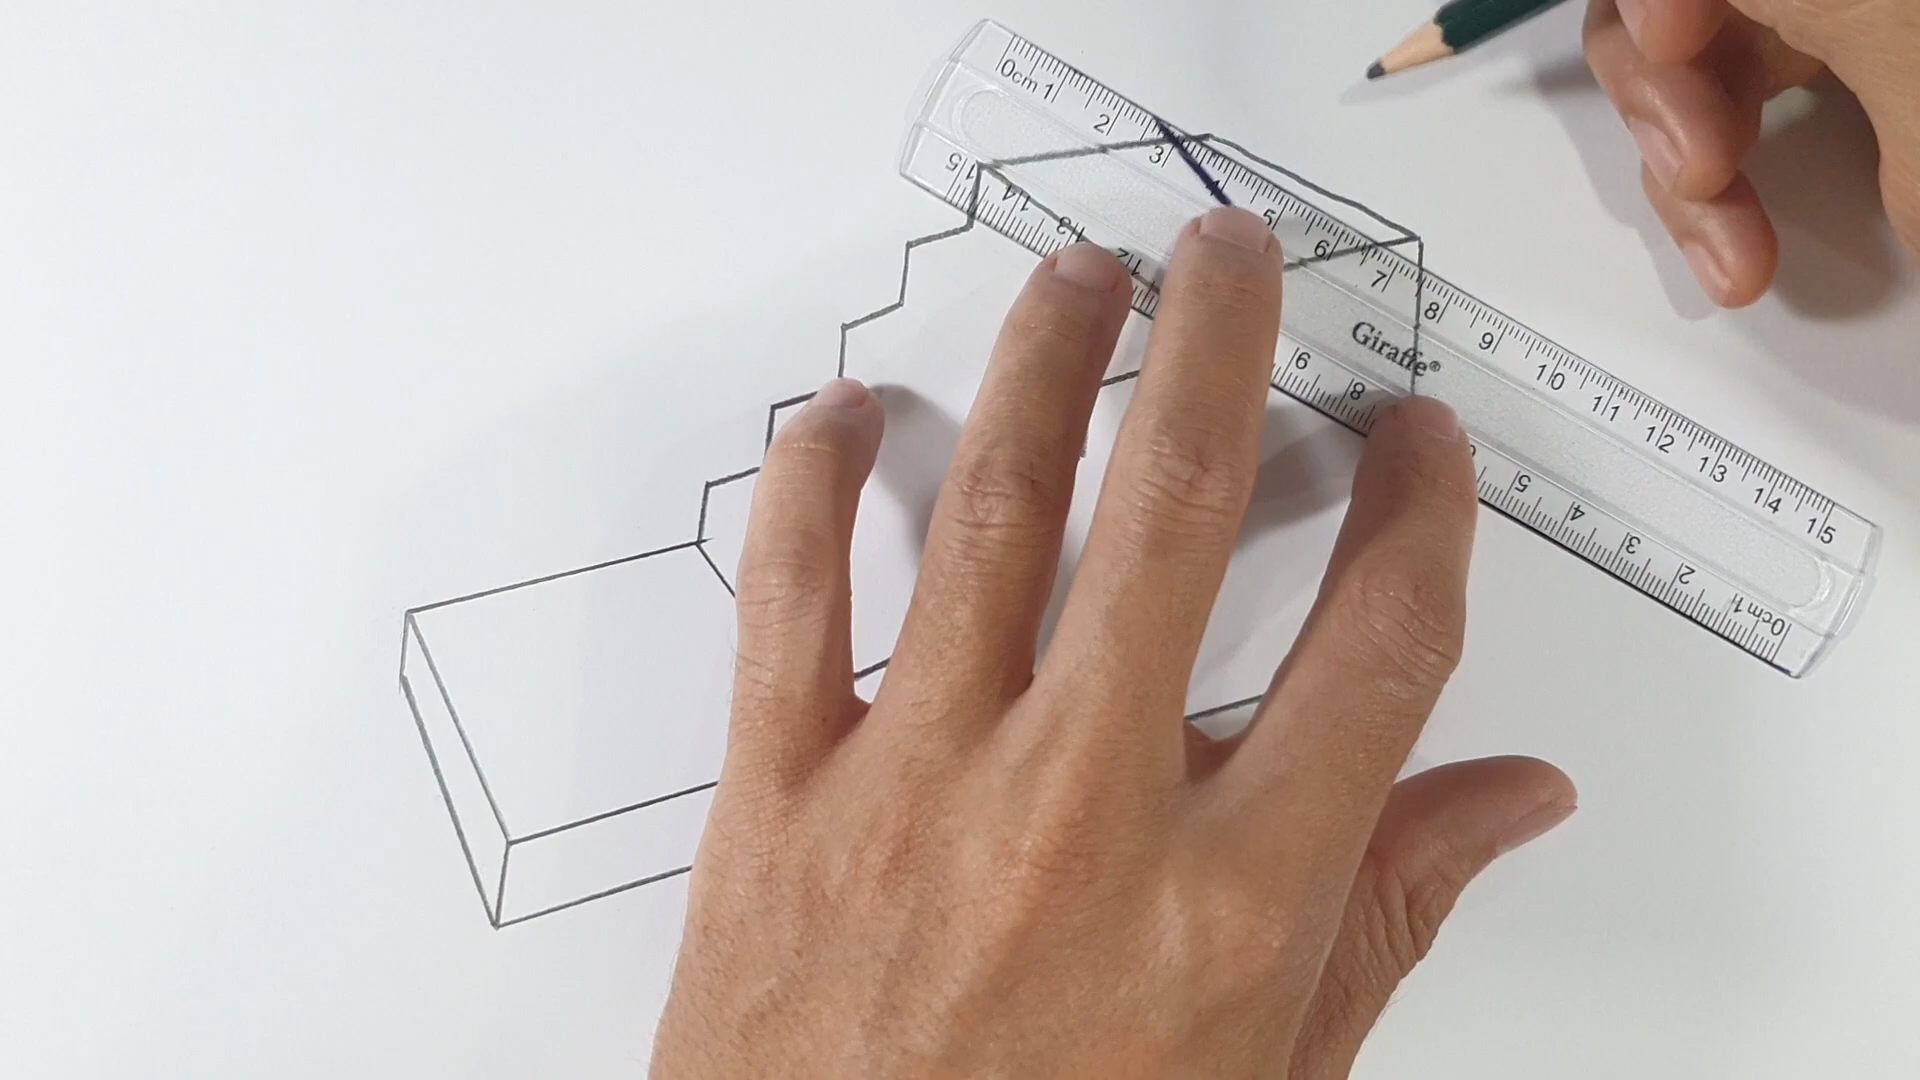 0cm 1 2 3 4 5 6 7 8 9 10 11 12 13 14 15
Giraffe®
0cm 1 2 3 4 5 8 9 12 13 14 15